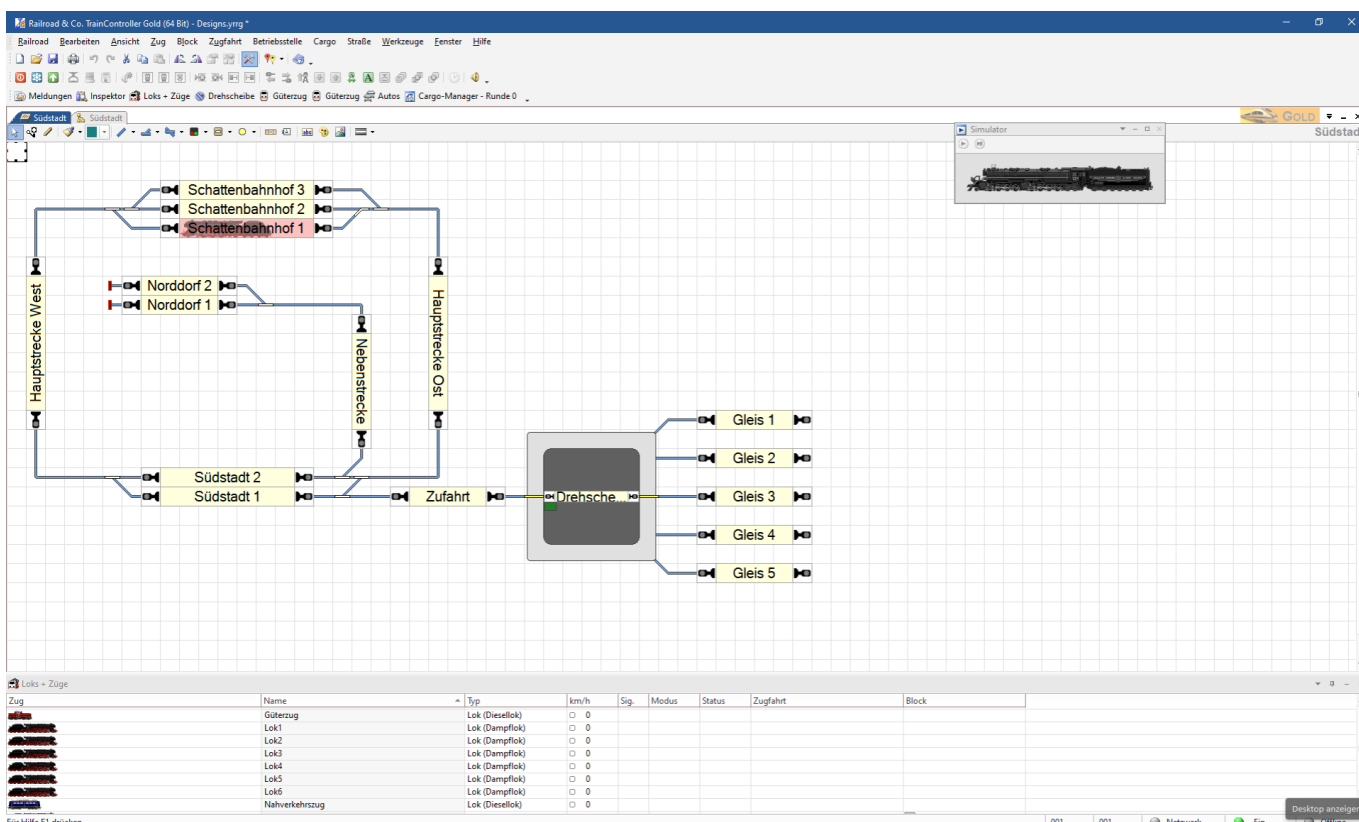 Railroad & Co. TrainController Gold (64 Bit) - Designs.yrrg *
Railroad Bearbeiten Ansicht Zug Block Zugfahrt Betriebsstelle Cargo Straße Werkzeuge Fenster Hilfe
Meldungen Inspektor Loks + Züge Drehscheibe Güterzug Güterzug Autos Cargo-Manager - Runde 0
Südstadt Südstadt GOLD
Simulator Südstad
Schattenbahnhof 3
Schattenbahnhof 2
Schattenbahnhof 1
Norddorf 2
Norddorf 1
Hauptstrecke West
Nebenstrecke
Hauptstrecke Ost
Gleis 1
Gleis 2
Südstadt 2
Südstadt 1 Zufahrt Drehsche... Gleis 3
Gleis 4
Gleis 5
Loks + Züge
Zug Name Typ km/h Sig. Modus Status Zugfahrt Block
Güterzug Lok (Diesellok) 0
Lok1 Lok (Dampflok) 0
Lok2 Lok (Dampflok) 0
Lok3 Lok (Dampflok) 0
Lok4 Lok (Dampflok) 0
Lok5 Lok (Dampflok) 0
Lok6 Lok (Dampflok) 0
Nahverkehrszug Lok (Diesellok) 0
Desktop anzeigen